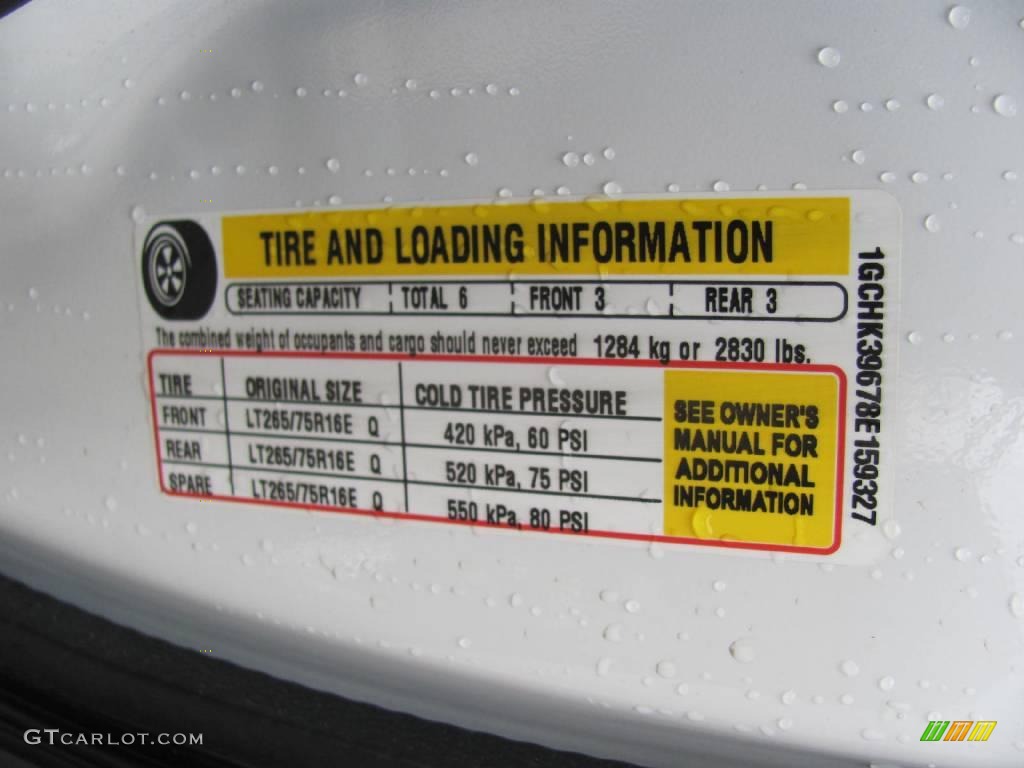 TIRE AND LOADING INFORMATION
SEATING CAPACITY TOTAL 6 FRONT 3 REAR 3
The combined weight of occupants and cargo should never exceed 1284 kg or 2830 lbs.
TIRE ORIGINAL SIZE COLD TIRE PRESSURE
FRONT LT265/75R16E Q 420 kPa, 60 PSI
REAR LT265/75R16E Q 520 kPa, 75 PSI
SPARE LT265/75R16E Q 550 kPa, 80 PSI
SEE OWNER'S
MANUAL FOR
ADDITIONAL
INFORMATION
1GCHK39678E159327
GTCARLOT.COM